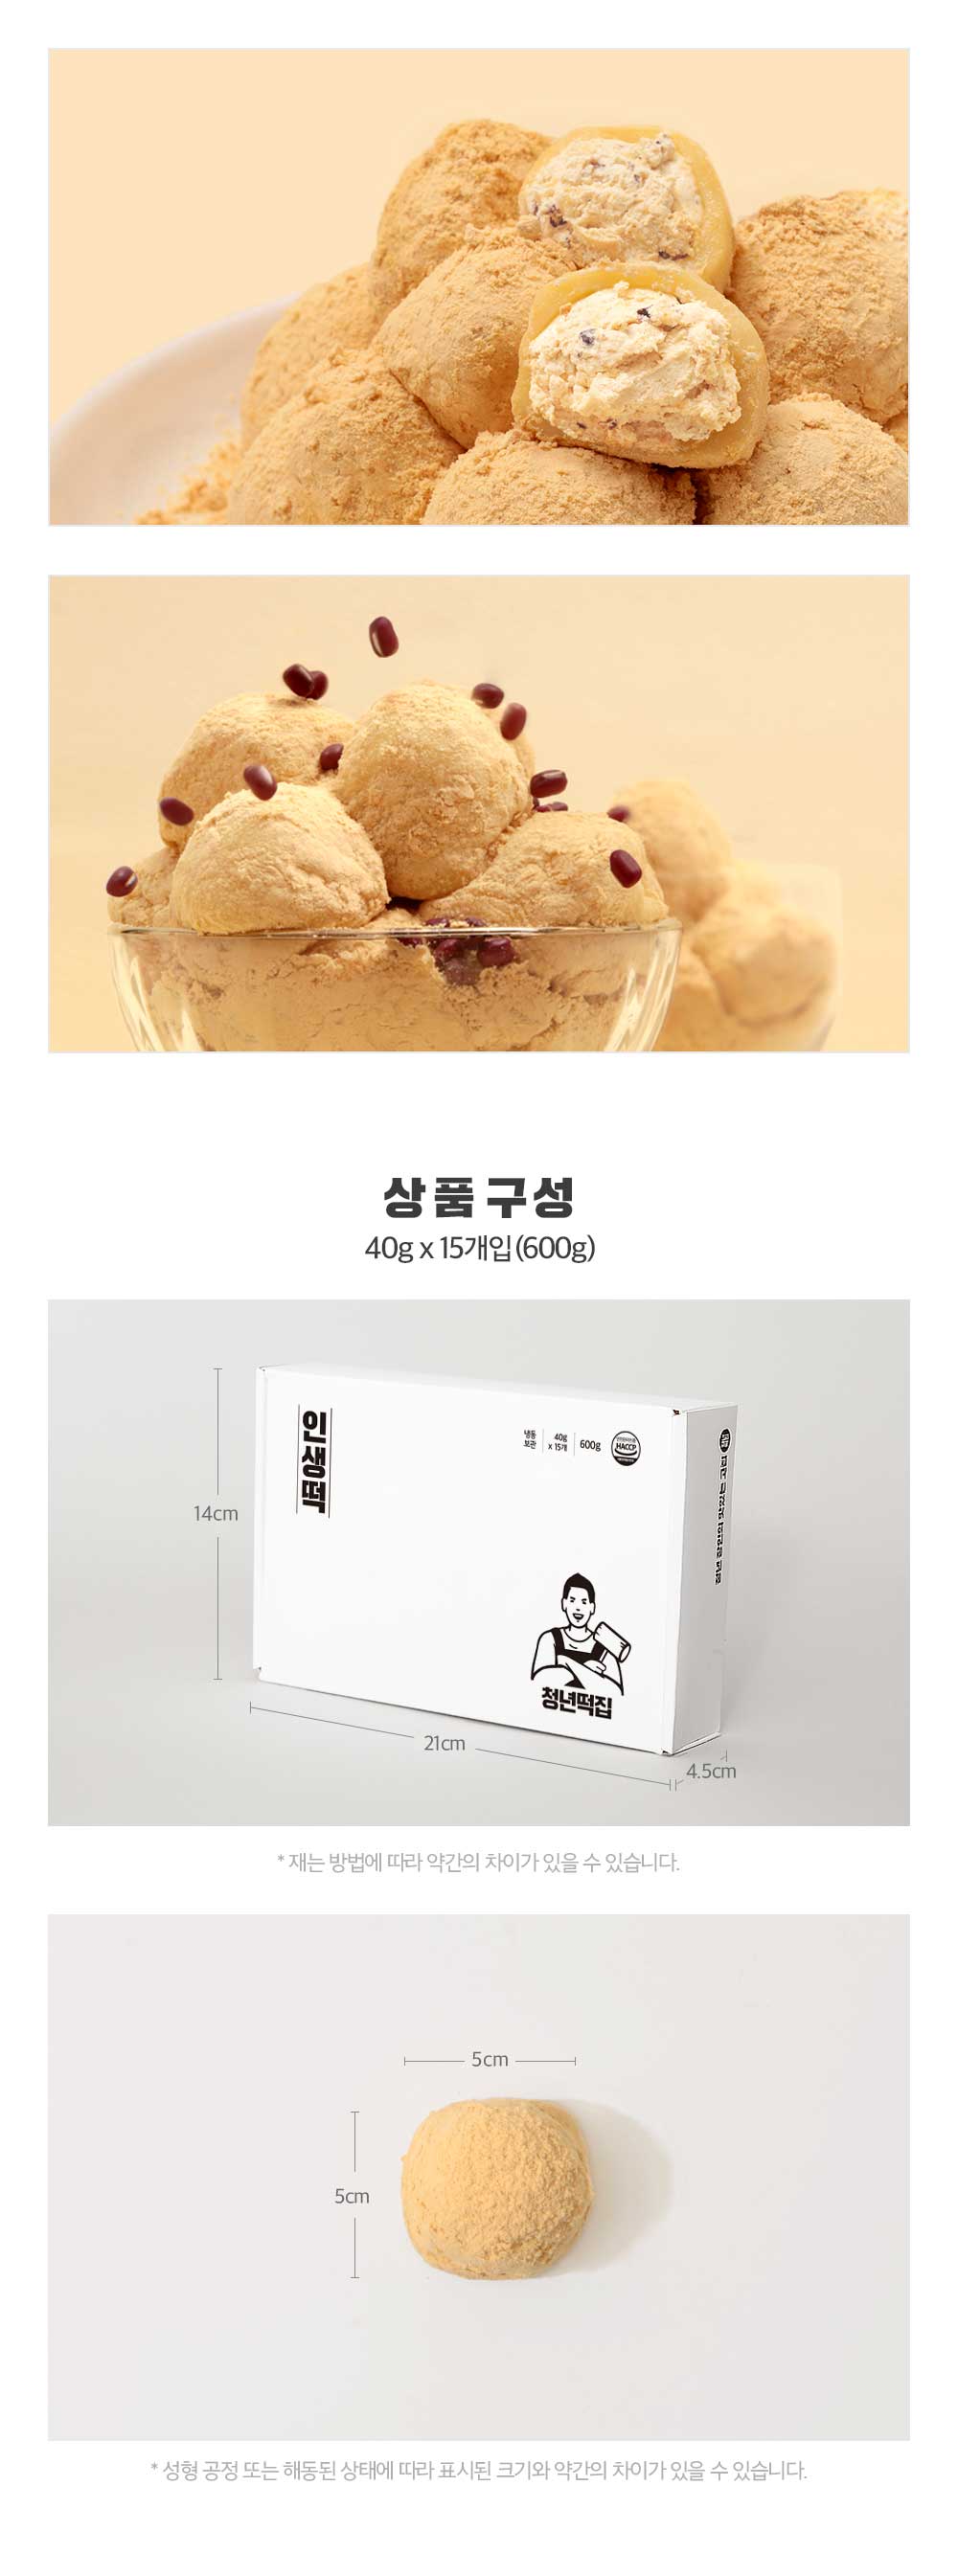 상품 구성
40g x 15개입(600g)
인생떡
냉동
보관
40g
x 15개
600g
HACCP
청년떡집
14cm
21cm
4.5cm
* 재는 방법에 따라 약간의 차이가 있을 수 있습니다.
5cm
5cm
* 성형 공정 또는 해동된 상태에 따라 표시된 크기와 약간의 차이가 있을 수 있습니다.